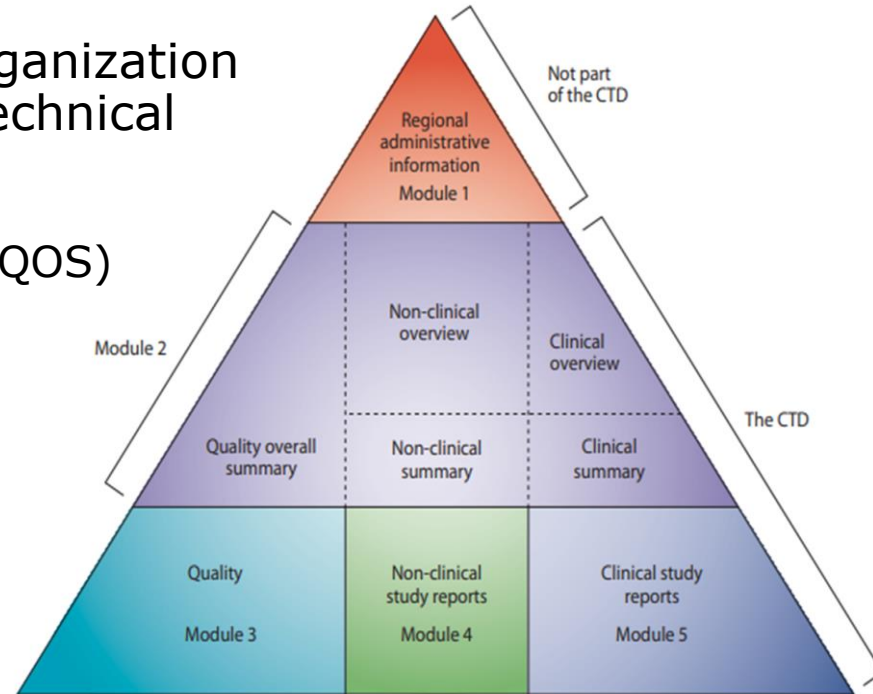 ganization
echnical
QOS)
Not part
of the CTD
Regional
administrative
information
Module 1
Module 2
Non-clinical
overview
Clinical
overview
The CTD
Quality overall
summary
Non-clinical
summary
Clinical
summary
Quality
Module 3
Non-clinical
study reports
Module 4
Clinical study
reports
Module 5